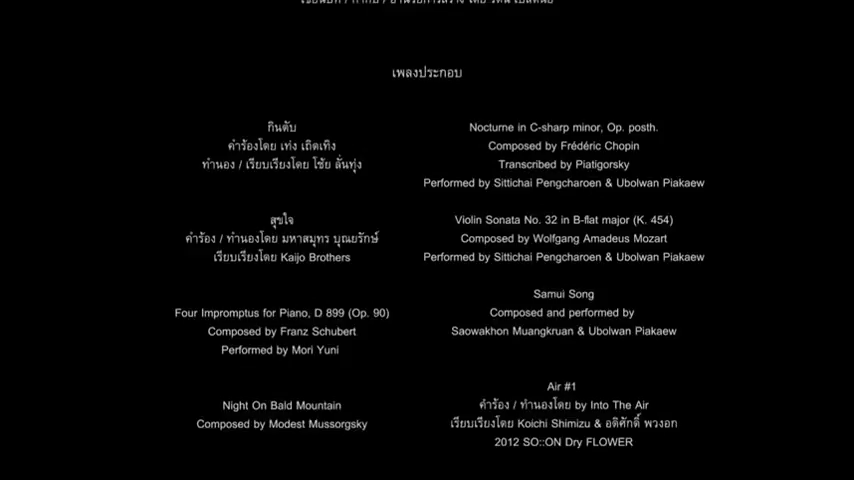 เพลงประกอบ
กินตับ
คำร้องโดย เท่ง เถิดเทิง
ทำนอง / เรียบเรียงโดย โช้ย ลั่นทุ่ง
สุขใจ
คำร้อง / ทำนองโดย มหาสมุทร บุณยรักษ์
เรียบเรียงโดย Kaijo Brothers
Four Impromptus for Piano, D 899 (Op. 90)
Composed by Franz Schubert
Performed by Mori Yuni
Night On Bald Mountain
Composed by Modest Mussorgsky
Nocturne in C-sharp minor, Op. posth.
Composed by Frédéric Chopin
Transcribed by Piatigorsky
Performed by Sittichai Pengcharoen & Ubolwan Piakaew
Violin Sonata No. 32 in B-flat major (K. 454)
Composed by Wolfgang Amadeus Mozart
Performed by Sittichai Pengcharoen & Ubolwan Piakaew
Samui Song
Composed and performed by
Saowakhon Muangkruan & Ubolwan Piakaew
Air #1
คำร้อง / ทำนองโดย by Into The Air
เรียบเรียงโดย Koichi Shimizu & อดิศักดิ์ พวงอก
2012 SO::ON Dry FLOWER